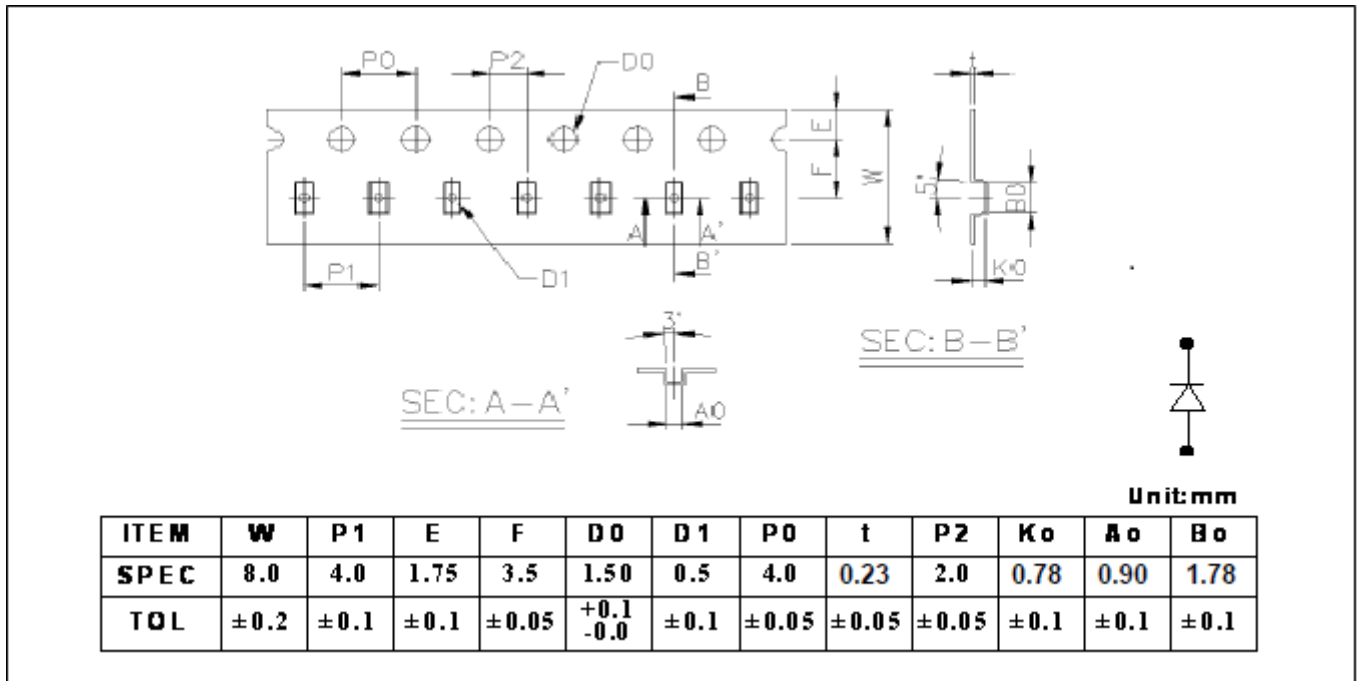 P0 P2 D0 B t
E
F W 5° BD
A A'
B' K0
P1 D1
3°
SEC: B-B'
SEC: A-A' A0
Unit:mm
ITEM W P1 E F D0 D1 P0 t P2 Ko Ao Bo
SPEC 8.0 4.0 1.75 3.5 1.50 0.5 4.0 0.23 2.0 0.78 0.90 1.78
TOL ±0.2 ±0.1 ±0.1 ±0.05 +0.1 ±0.1 ±0.05 ±0.05 ±0.05 ±0.1 ±0.1 ±0.1
-0.0